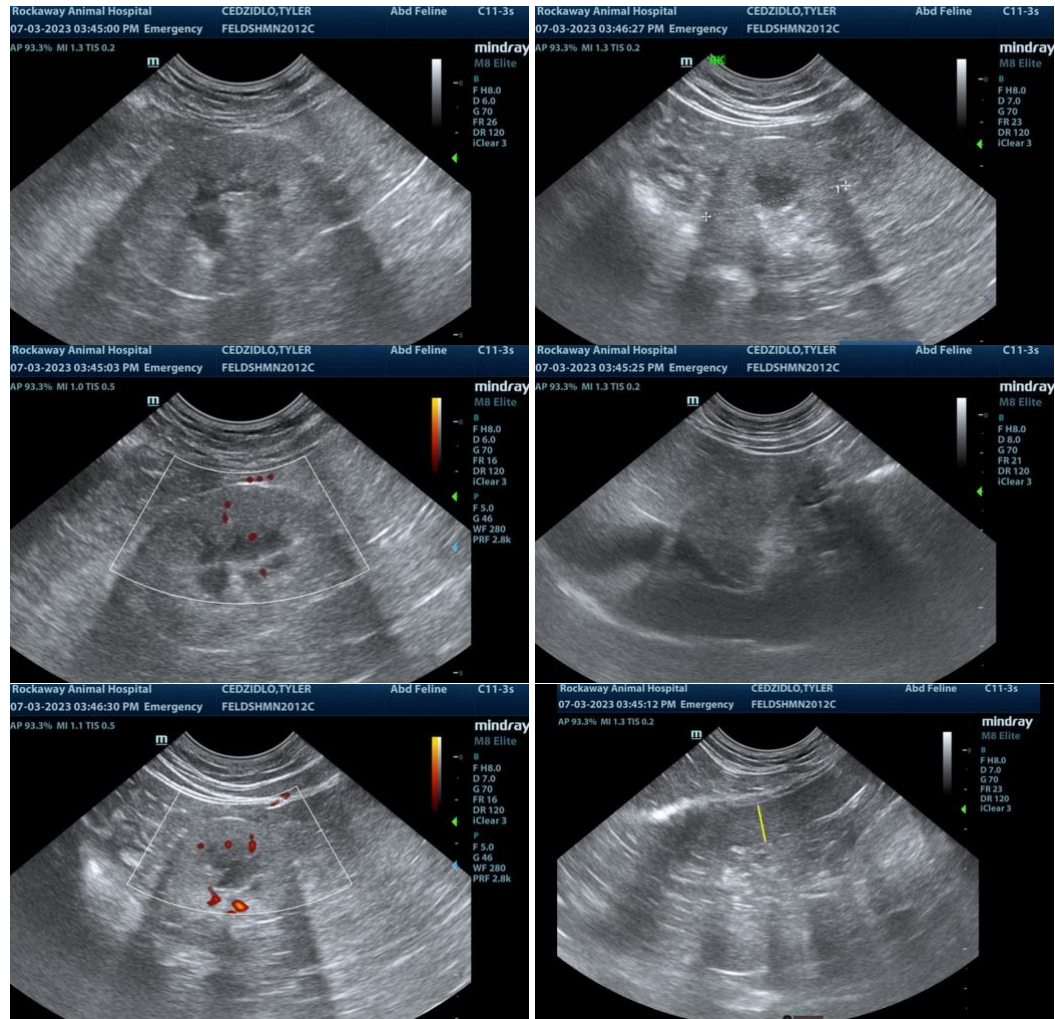 Rockaway Animal Hospital CEDZIDLO,TYLER Abd Feline C11-3s
07-03-2023 03:45:00 PM Emergency FELDSHMN2012C
AP 93.3% MI 1.3 TIS 0.2
mindray
M8 Elite
m
B
F H8.0
D 6.0
G 70
FR 26
DR 120
iClear 3
0
5
Rockaway Animal Hospital CEDZIDLO,TYLER Abd Feline C11-3s
07-03-2023 03:46:27 PM Emergency FELDSHMN2012C
AP 93.3% MI 1.3 TIS 0.2
mindray
M8 Elite
m
RK
B
F H8.0
D 7.0
G 70
FR 23
DR 120
iClear 3
0
1
Rockaway Animal Hospital CEDZIDLO,TYLER Abd Feline C11-3s
07-03-2023 03:45:03 PM Emergency FELDSHMN2012C
AP 93.3% MI 1.0 TIS 0.5
mindray
M8 Elite
m
B
F H8.0
D 6.0
G 70
FR 16
DR 120
iClear 3
P
F 5.0
G 46
WF 280
PRF 2.8k
0
5
Rockaway Animal Hospital CEDZIDLO,TYLER Abd Feline C11-3s
07-03-2023 03:45:25 PM Emergency FELDSHMN2012C
AP 93.3% MI 1.3 TIS 0.2
mindray
M8 Elite
m
B
F H8.0
D 8.0
G 70
FR 21
DR 120
iClear 3
0
Rockaway Animal Hospital CEDZIDLO,TYLER Abd Feline C11-3s
07-03-2023 03:46:30 PM Emergency FELDSHMN2012C
AP 93.3% MI 1.1 TIS 0.5
mindray
M8 Elite
m
B
F H8.0
D 7.0
G 70
FR 16
DR 120
iClear 3
P
F 5.0
G 46
WF 280
PRF 2.8k
0
Rockaway Animal Hospital CEDZIDLO,TYLER Abd Feline C11-3s
07-03-2023 03:45:12 PM Emergency FELDSHMN2012C
AP 93.3% MI 1.3 TIS 0.2
mindray
M8 Elite
m
B
F H8.0
D 7.0
G 70
FR 23
DR 120
iClear 3
0